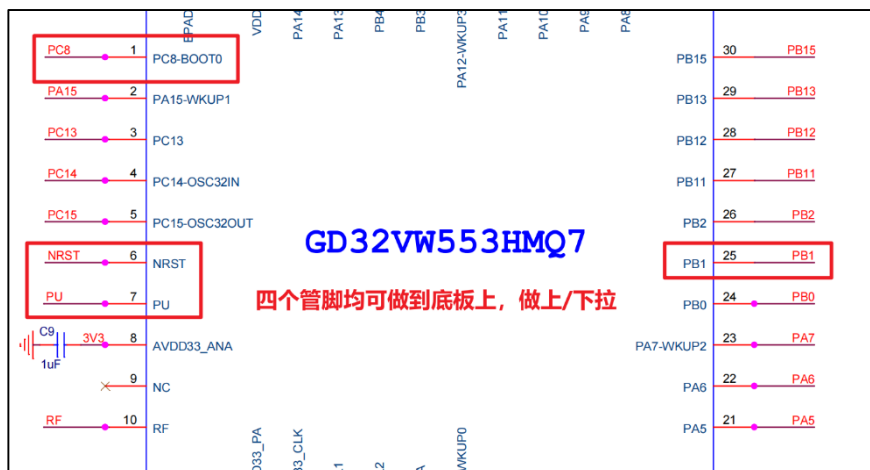 EPAD
VDD
PA14
PA13
PB4
PB3
PA12-WKUP3
PA11
PA10
PA9
PA8
PC8 1 PC8-BOOT0
PA15 2 PA15-WKUP1
PC13 3 PC13
PC14 4 PC14-OSC32IN
PC15 5 PC15-OSC32OUT
NRST 6 NRST
PU 7 PU
C9
1uF
3V3 8 AVDD33_ANA
9 NC
RF 10 RF
GD32VW553HMQ7
四个管脚均可做到底板上，做上/下拉
PB15 30 PB15
PB13 29 PB13
PB12 28 PB12
PB11 27 PB11
PB2 26 PB2
PB1 25 PB1
PB0 24 PB0
PA7-WKUP2 23 PA7
PA6 22 PA6
PA5 21 PA5
D33_PA
33_CLK
WKUP0